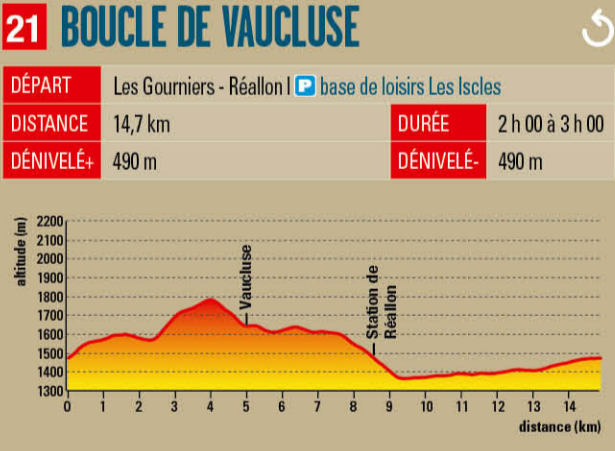 21 BOUCLE DE VAUCLUSE
DÉPART Les Gourniers - Réallon I P base de loisirs Les Iscles
DISTANCE 14,7 km DURÉE 2 h 00 à 3 h 00
DÉNIVELÉ+ 490 m DÉNIVELÉ- 490 m
altitude (m)
2200
2100
2000
1900
1800
1700
1600
1500
1400
1300
Vaucluse
Station de
Réallon
0 1 2 3 4 5 6 7 8 9 10 11 12 13 14
distance (km)